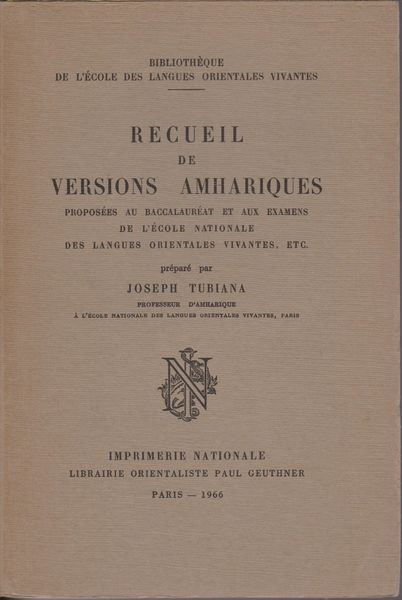 BIBLIOTHÈQUE
DE L'ÉCOLE DES LANGUES ORIENTALES VIVANTES
RECUEIL
DE
VERSIONS AMHARIQUES
PROPOSÉES AU BACCALAURÉAT ET AUX EXAMENS
DE L'ÉCOLE NATIONALE
DES LANGUES ORIENTALES VIVANTES, ETC.
préparé par
JOSEPH TUBIANA
PROFESSEUR D'AMHARIQUE
À L'ÉCOLE NATIONALE DES LANGUES ORIENTALES VIVANTES, PARIS
IMPRIMERIE NATIONALE
LIBRAIRIE ORIENTALISTE PAUL GEUTHNER
PARIS — 1966